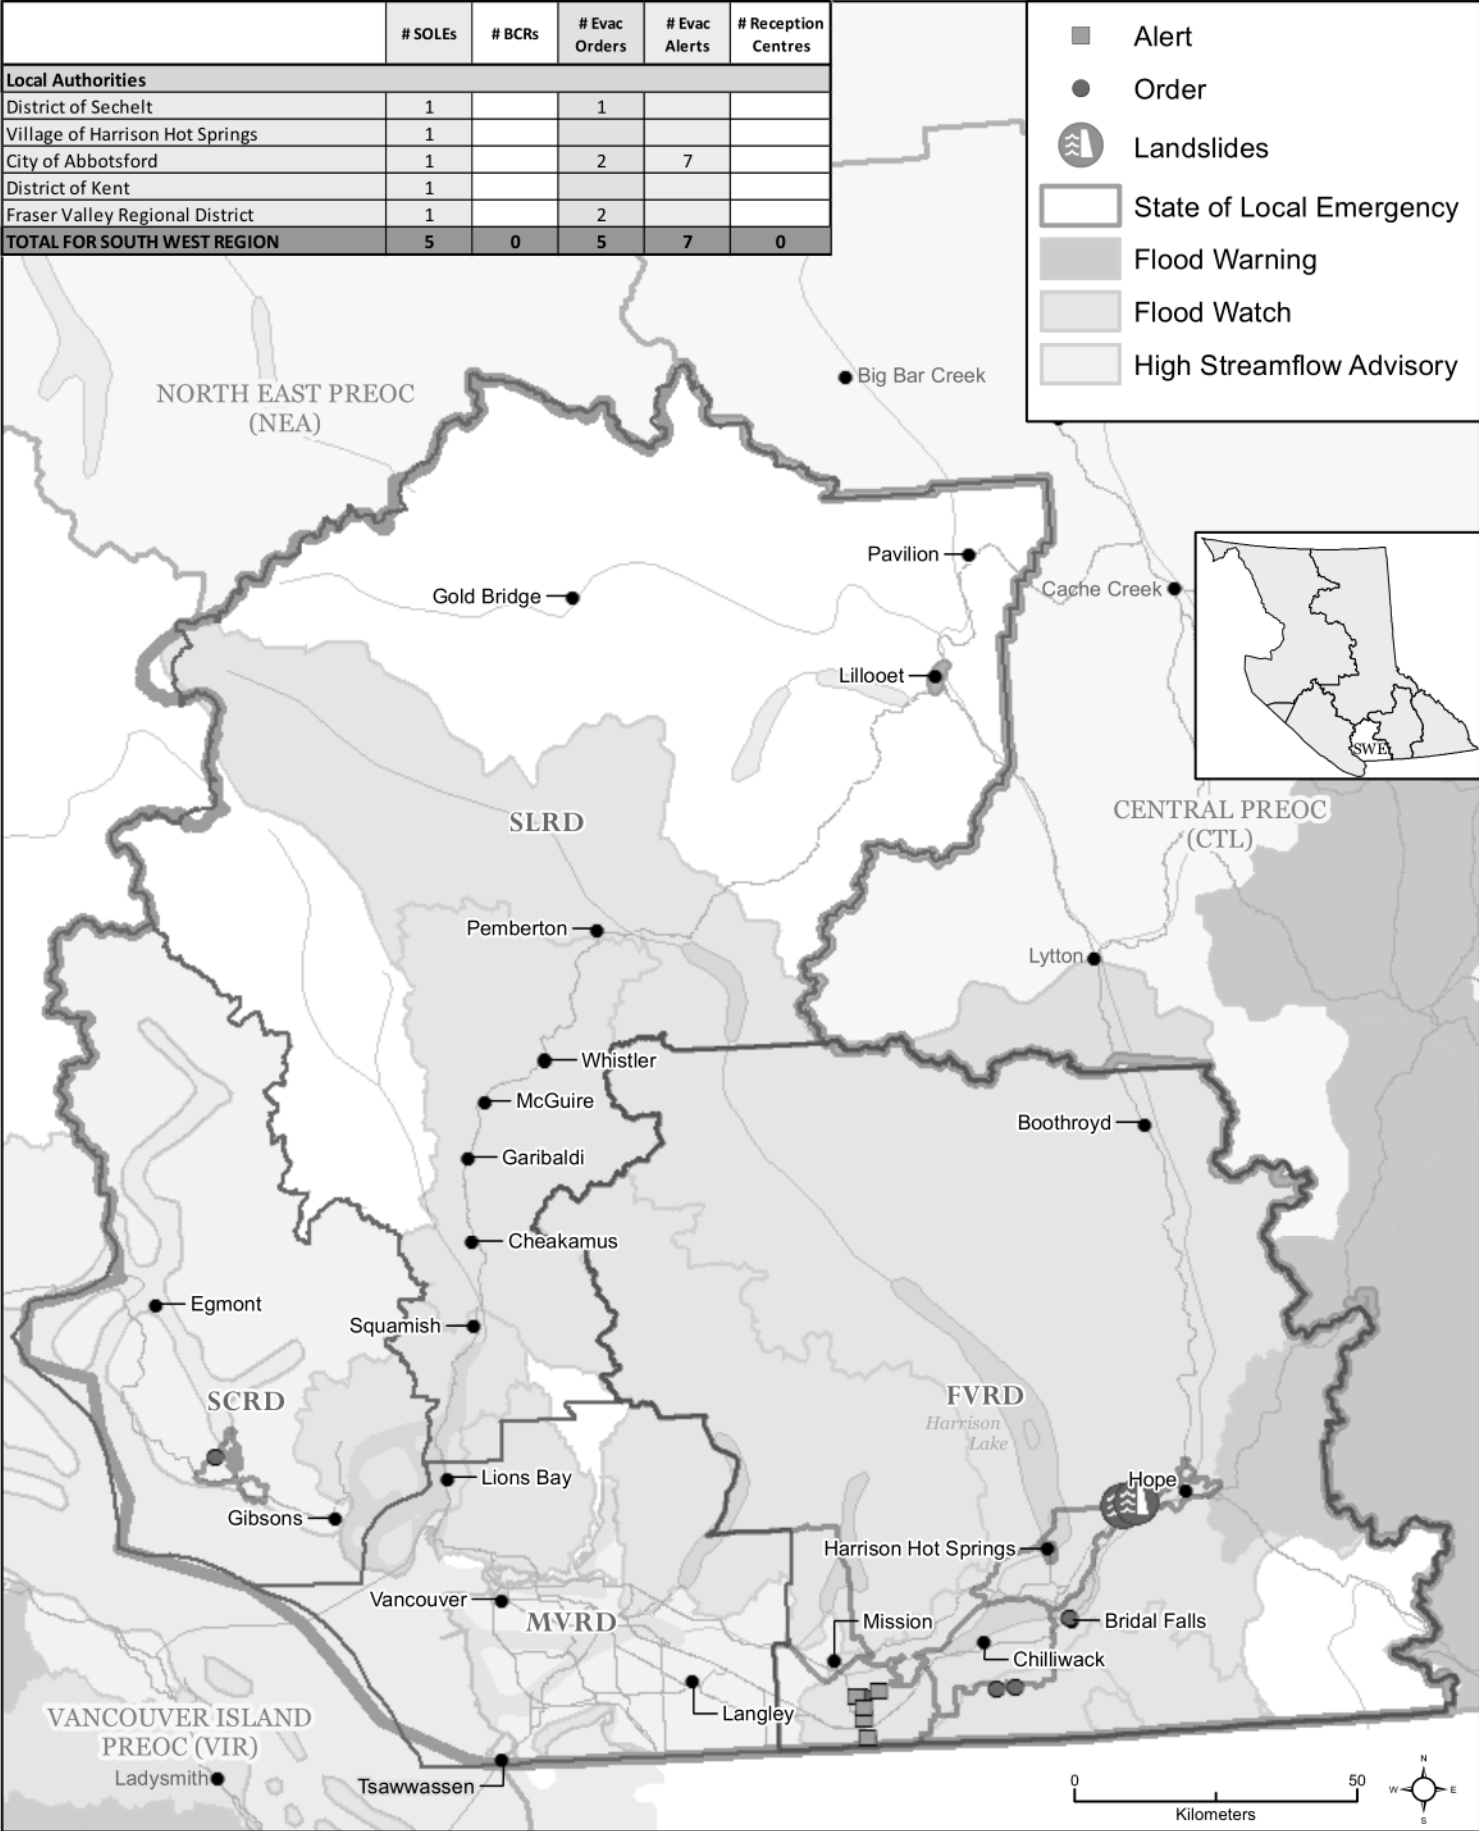 # SOLEs # BCRs # Evac Orders # Evac Alerts # Reception Centres
Local Authorities
District of Sechelt 1 1
Village of Harrison Hot Springs 1
City of Abbotsford 1 2 7
District of Kent 1
Fraser Valley Regional District 1 2
TOTAL FOR SOUTH WEST REGION 5 0 5 7 0
Alert
Order
Landslides
State of Local Emergency
Flood Warning
Flood Watch
High Streamflow Advisory
Big Bar Creek
NORTH EAST PREOC
(NEA)
Pavilion
Cache Creek
Gold Bridge
Lillooet
SWE
CENTRAL PREOC
(CTL)
SLRD
Pemberton
Lytton
Whistler
McGuire
Boothroyd
Garibaldi
Cheakamus
Egmont
Squamish
SCRD
FVRD
Harrison
Lake
Lions Bay
Hope
Gibsons
Harrison Hot Springs
Vancouver
MVRD
Mission
Bridal Falls
Chilliwack
Langley
VANCOUVER ISLAND
PREOC (VIR)
Ladysmith
Tsawwassen
0 50
Kilometers
N
W E
S